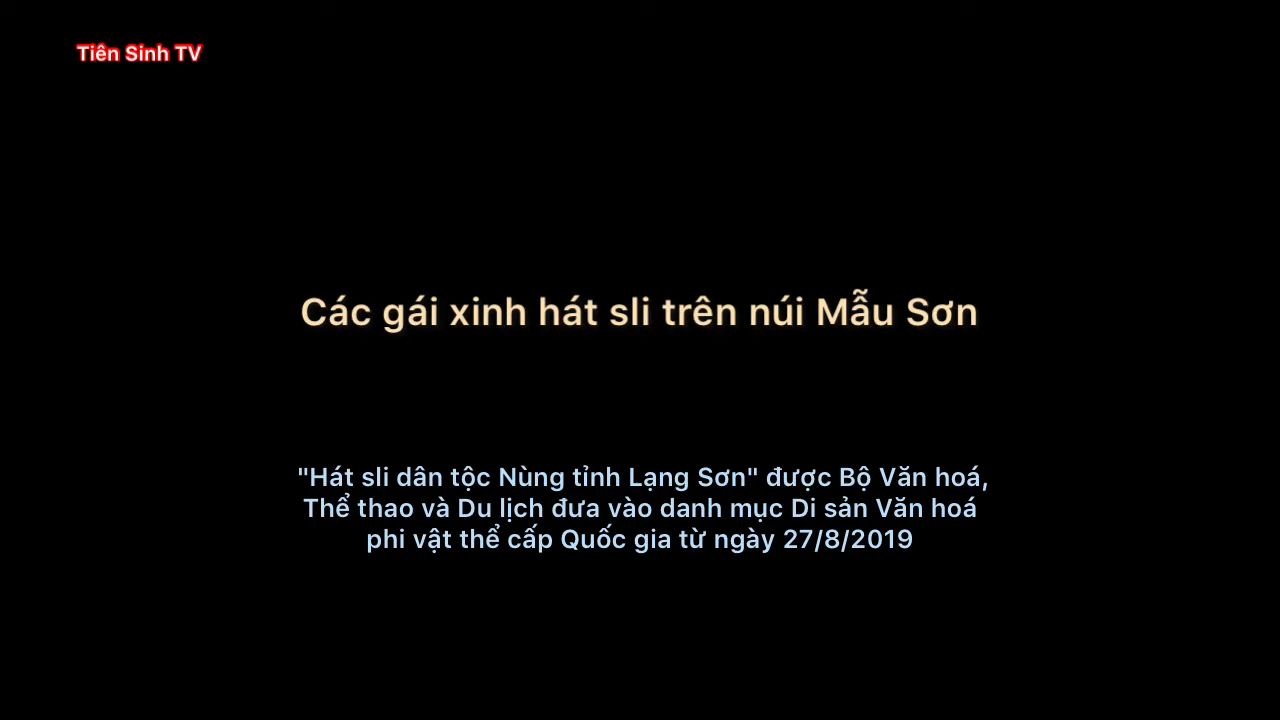 Tiên Sinh TV
Các gái xinh hát sli trên núi Mẫu Sơn
"Hát sli dân tộc Nùng tỉnh Lạng Sơn" được Bộ Văn hoá,
Thể thao và Du lịch đưa vào danh mục Di sản Văn hoá
phi vật thể cấp Quốc gia từ ngày 27/8/2019